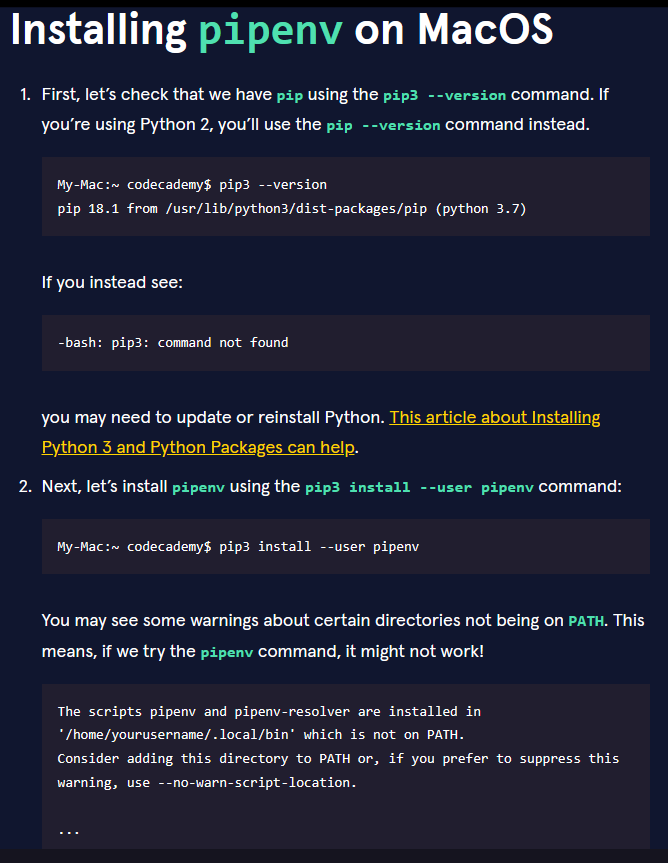 Installing pipenv on MacOS
1. First, let’s check that we have pip using the pip3 --version command. If
you’re using Python 2, you’ll use the pip --version command instead.
My-Mac:~ codecademy$ pip3 --version
pip 18.1 from /usr/lib/python3/dist-packages/pip (python 3.7)
If you instead see:
-bash: pip3: command not found
you may need to update or reinstall Python. This article about Installing
Python 3 and Python Packages can help.
2. Next, let’s install pipenv using the pip3 install --user pipenv command:
My-Mac:~ codecademy$ pip3 install --user pipenv
You may see some warnings about certain directories not being on PATH. This
means, if we try the pipenv command, it might not work!
The scripts pipenv and pipenv-resolver are installed in
'/home/yourusername/.local/bin' which is not on PATH.
Consider adding this directory to PATH or, if you prefer to suppress this
warning, use --no-warn-script-location.
...